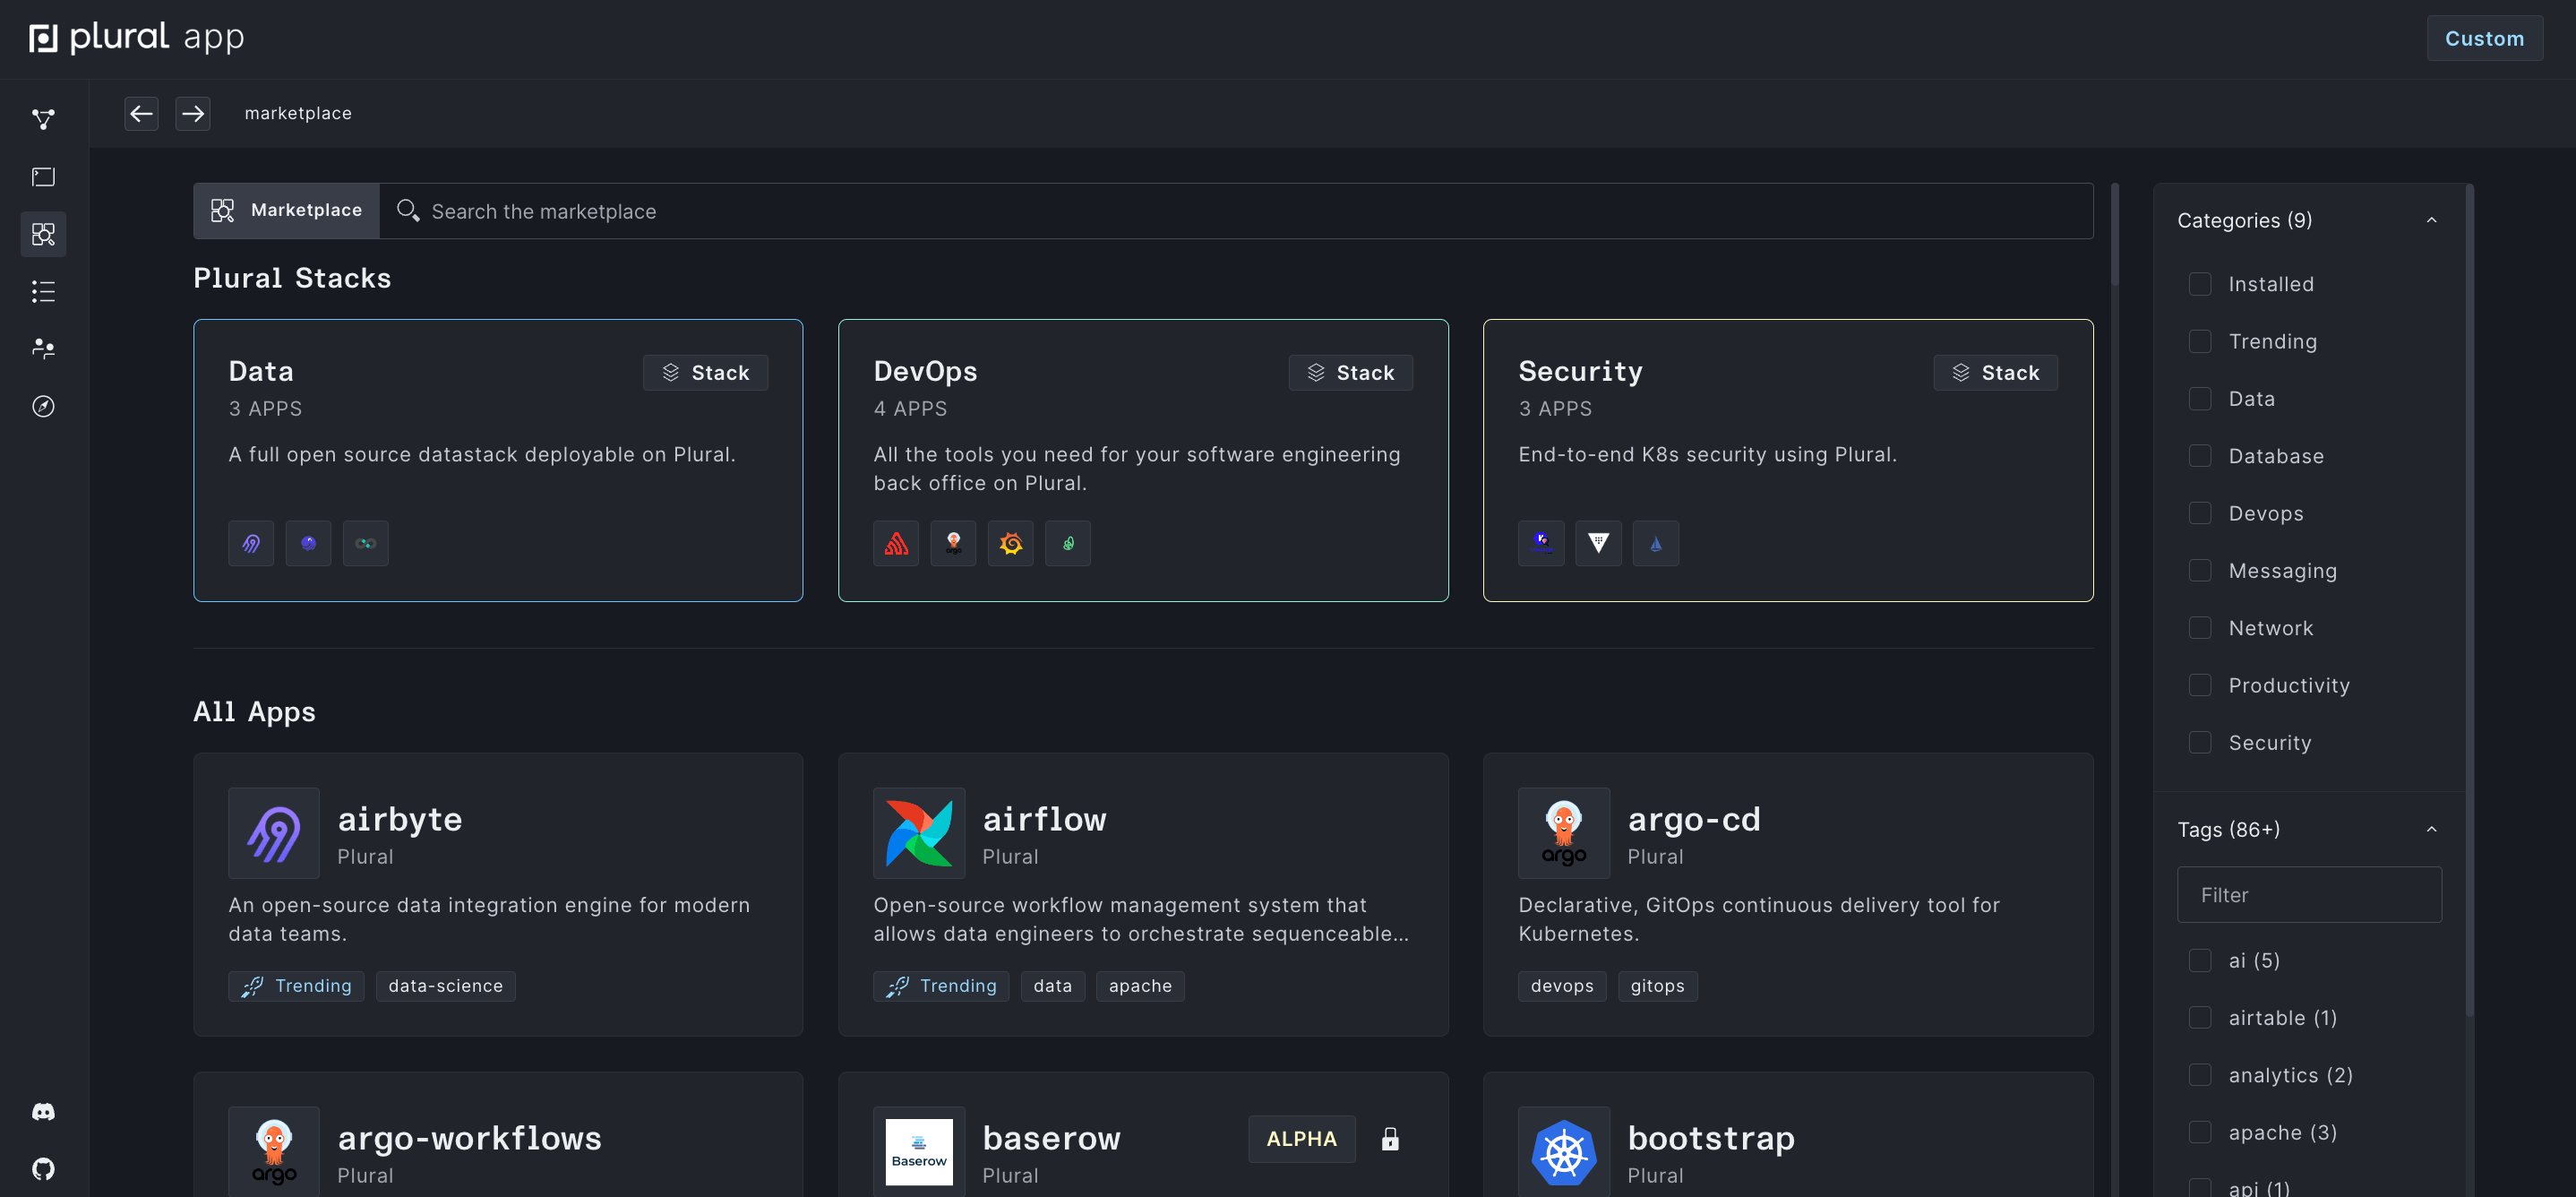 plural app
Custom
marketplace
Marketplace
Search the marketplace
Plural Stacks
Data
Stack
3 APPS
A full open source datastack deployable on Plural.
DevOps
Stack
4 APPS
All the tools you need for your software engineering
back office on Plural.
argo
Security
Stack
3 APPS
End-to-end K8s security using Plural.
All Apps
airbyte
Plural
An open-source data integration engine for modern
data teams.
Trending
data-science
airflow
Plural
Open-source workflow management system that
allows data engineers to orchestrate sequenceable...
Trending
data
apache
argo
argo-cd
Plural
Declarative, GitOps continuous delivery tool for
Kubernetes.
devops
gitops
argo
argo-workflows
Plural
Baserow
baserow
Plural
ALPHA
bootstrap
Plural
Categories (9)
Installed
Trending
Data
Database
Devops
Messaging
Network
Productivity
Security
Tags (86+)
Filter
ai (5)
airtable (1)
analytics (2)
apache (3)
api (1)